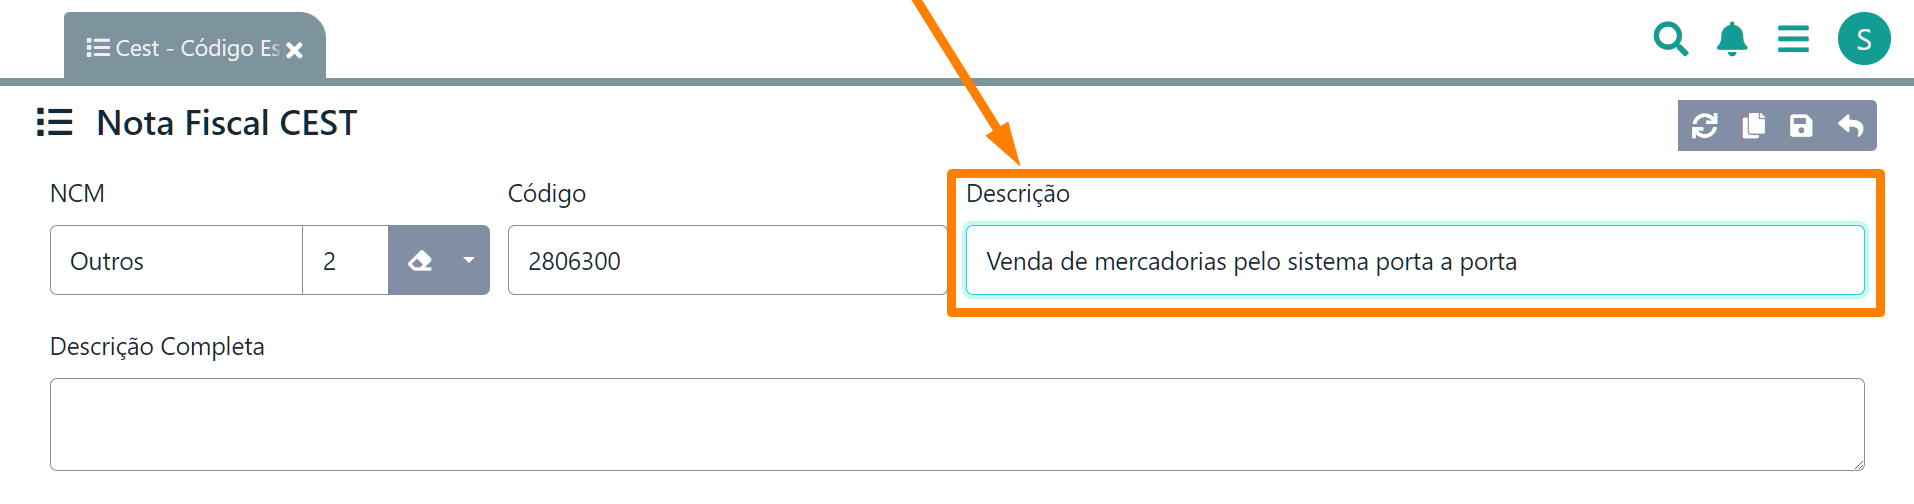 Cest - Código Es
S
Nota Fiscal CEST
NCM
Código
Descrição
Outros
2
2806300
Venda de mercadorias pelo sistema porta a porta
Descrição Completa